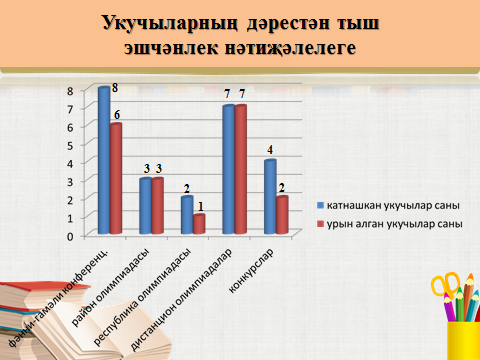 Укучыларның дәрестән тыш
эшчәнлек нәтиҗәлелеге
8
7
6
5
4
3
2
1
0
8
6
3
3
2
1
7
7
4
2
фәнни-гамәли конференц.
район олимпиадасы
республика олимпиадасы
дистанцион олимпиадалар
конкурслар
катнашкан укучылар саны
урын алган укучылар саны